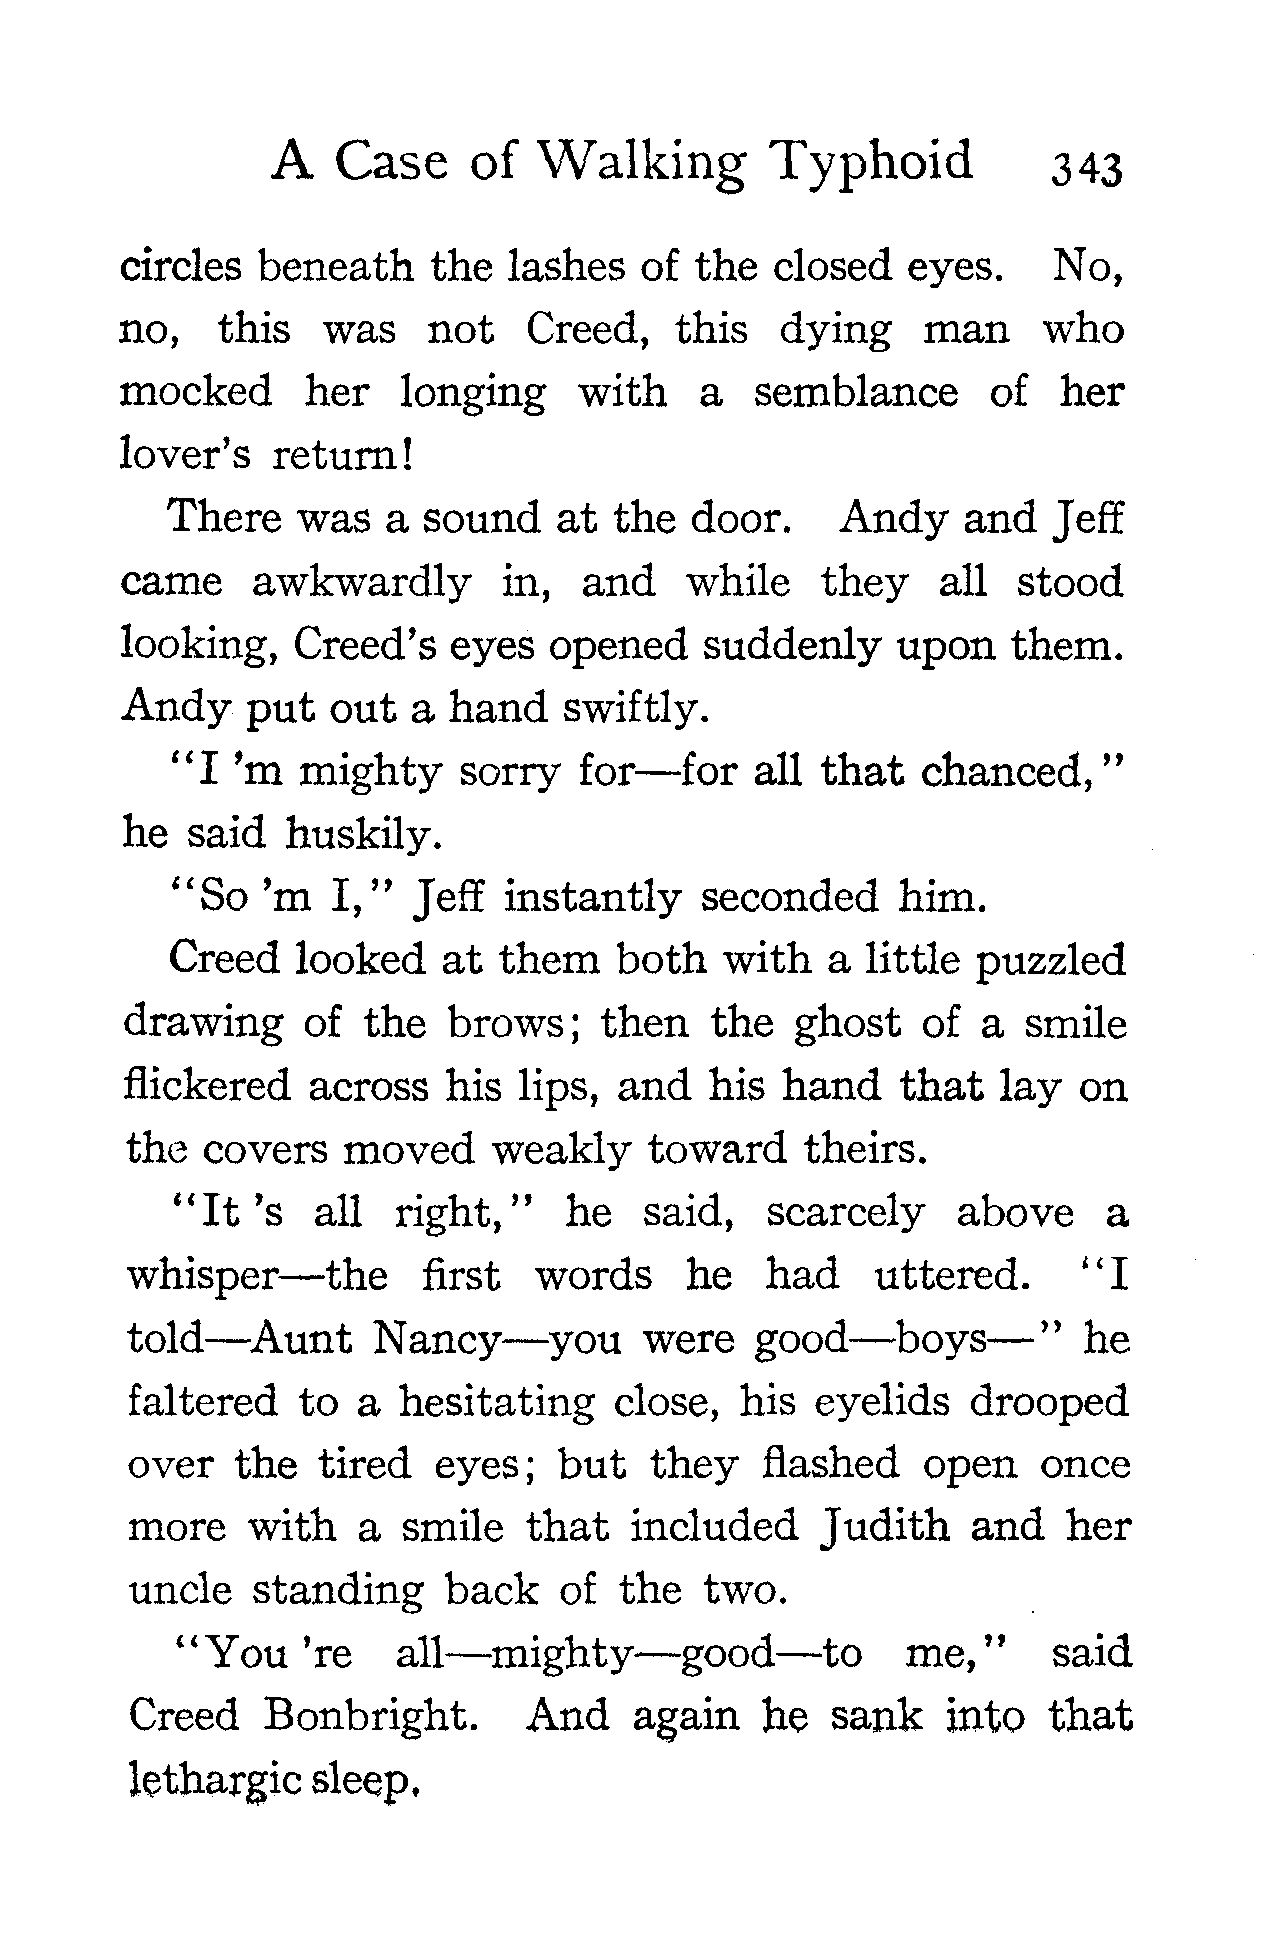 A Case of Walking Typhoid 343
circles beneath the lashes of the closed eyes. No,
no, this was not Creed, this dying man who
mocked her longing with a semblance of her
lover's return!
There was a sound at the door. Andy and Jeff
came awkwardly in, and while they all stood
looking, Creed's eyes opened suddenly upon them.
Andy put out a hand swiftly.
"I 'm mighty sorry for—for all that chanced,"
he said huskily.
"So 'm I," Jeff instantly seconded him.
Creed looked at them both with a little puzzled
drawing of the brows; then the ghost of a smile
flickered across his lips, and his hand that lay on
the covers moved weakly toward theirs.
"It 's all right," he said, scarcely above a
whisper—the first words he had uttered. "I
told—Aunt Nancy—you were good—boys—" he
faltered to a hesitating close, his eyelids drooped
over the tired eyes; but they flashed open once
more with a smile that included Judith and her
uncle standing back of the two.
"You 're all—mighty—good—to me," said
Creed Bonbright. And again he sank into that
lethargic sleep.